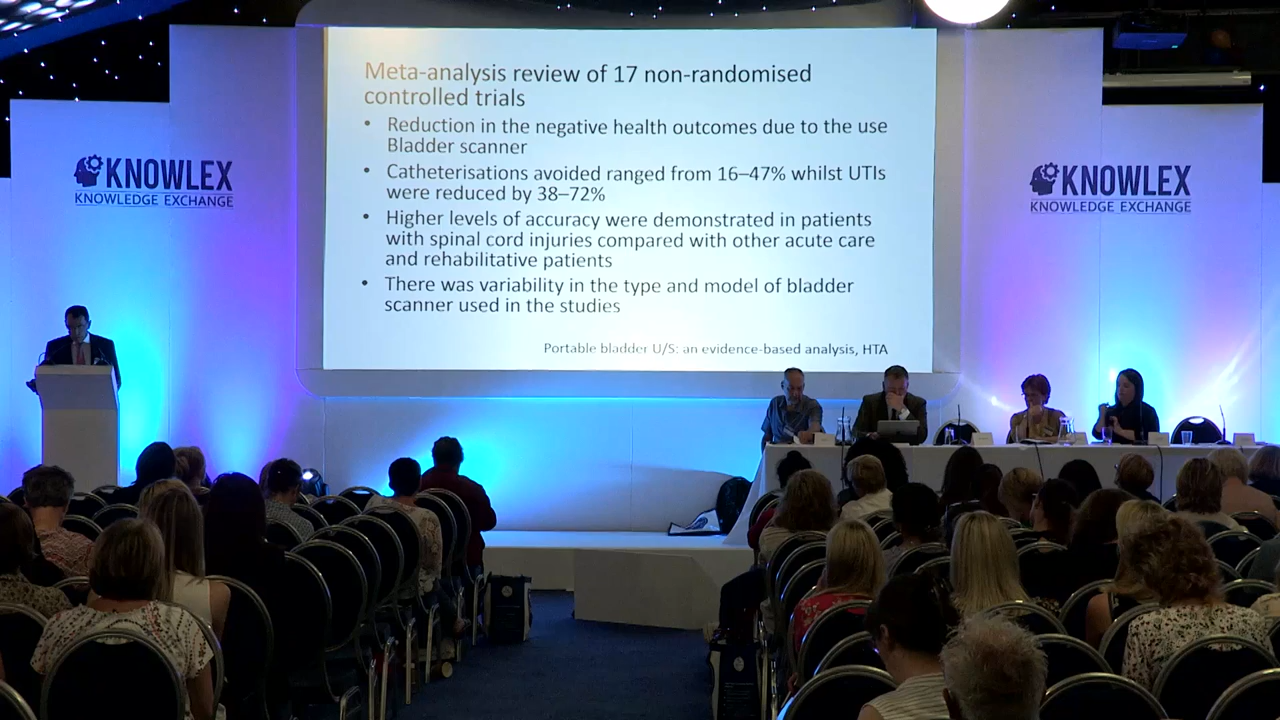 Meta-analysis review of 17 non-randomised
controlled trials
• Reduction in the negative health outcomes due to the use
Bladder scanner
• Catheterisations avoided ranged from 16–47% whilst UTIs
were reduced by 38–72%
• Higher levels of accuracy were demonstrated in patients
with spinal cord injuries compared with other acute care
and rehabilitative patients
• There was variability in the type and model of bladder
scanner used in the studies
Portable bladder U/S: an evidence-based analysis, HTA
KNOWLEX
KNOWLEDGE EXCHANGE
KNOWLEX
KNOWLEDGE EXCHANGE